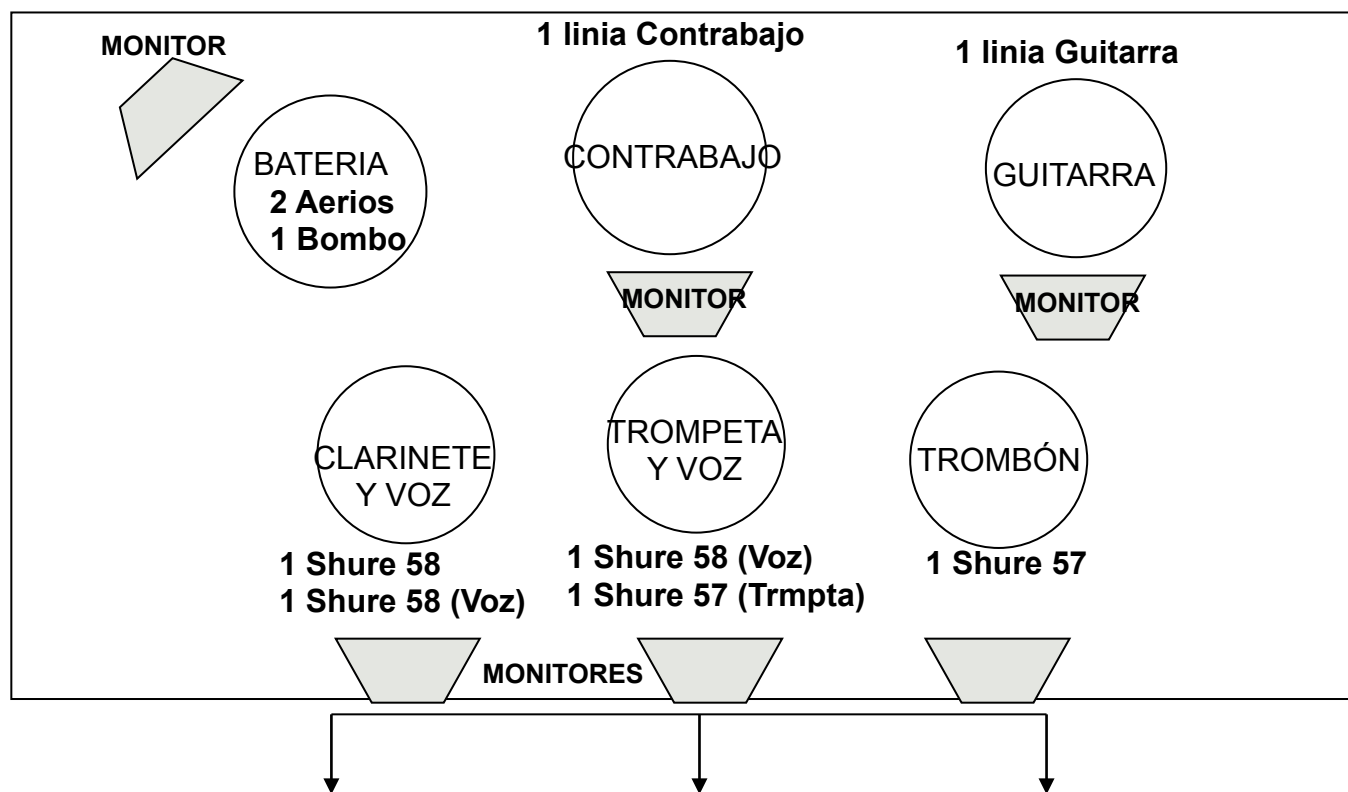 MONITOR
1 linia Contrabajo
1 linia Guitarra
BATERIA
2 Aerios
1 Bombo
CONTRABAJO
GUITARRA
MONITOR
MONITOR
CLARINETE
Y VOZ
TROMPETA
Y VOZ
TROMBÓN
1 Shure 58
1 Shure 58 (Voz)
1 Shure 58 (Voz)
1 Shure 57 (Trmpta)
1 Shure 57
MONITORES